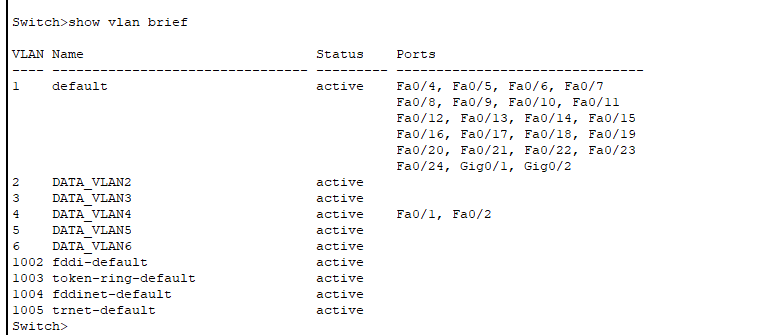 Switch>show vlan brief
VLAN Name                             Status    Ports
---- -------------------------------- --------- -------------------------------
1    default                          active    Fa0/4, Fa0/5, Fa0/6, Fa0/7
                                                Fa0/8, Fa0/9, Fa0/10, Fa0/11
                                                Fa0/12, Fa0/13, Fa0/14, Fa0/15
                                                Fa0/16, Fa0/17, Fa0/18, Fa0/19
                                                Fa0/20, Fa0/21, Fa0/22, Fa0/23
                                                Fa0/24, Gig0/1, Gig0/2
2    DATA_VLAN2                       active
3    DATA_VLAN3                       active
4    DATA_VLAN4                       active    Fa0/1, Fa0/2
5    DATA_VLAN5                       active
6    DATA_VLAN6                       active
1002 fddi-default                     active
1003 token-ring-default               active
1004 fddinet-default                  active
1005 trnet-default                    active
Switch>